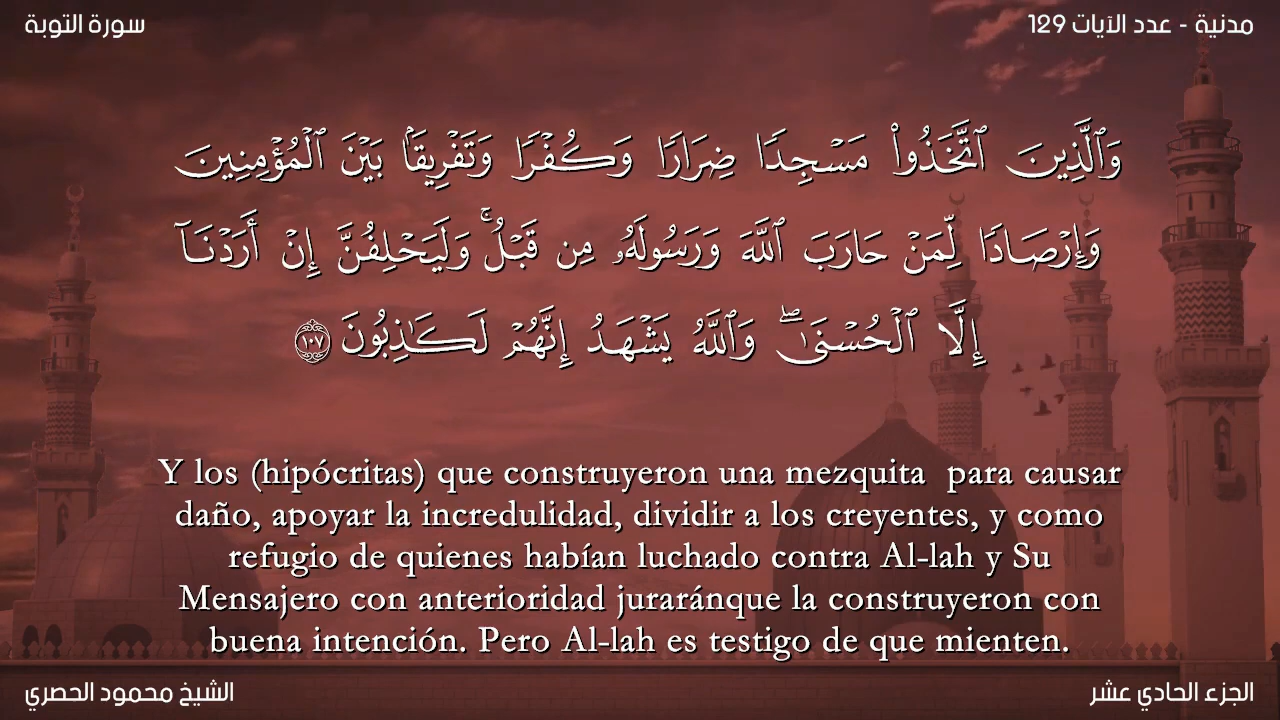 سورة التوبة
مدنية - عدد الآيات 129
وَٱلَّذِينَ ٱتَّخَذُوا۟ مَسْجِدًۭا ضِرَارًۭا وَكُفْرًۭا وَتَفْرِيقًۢا بَيْنَ ٱلْمُؤْمِنِينَ
وَإِرْصَادًۭا لِّمَنْ حَارَبَ ٱللَّهَ وَرَسُولَهُۥ مِن قَبْلُ ۚ وَلَيَحْلِفُنَّ إِنْ أَرَدْنَآ
إِلَّا ٱلْحُسْنَىٰ ۖ وَٱللَّهُ يَشْهَدُ إِنَّهُمْ لَكَـٰذِبُونَ ١٠٧
Y los (hipócritas) que construyeron una mezquita  para causar
daño, apoyar la incredulidad, dividir a los creyentes, y como
refugio de quienes habían luchado contra Al-lah y Su
Mensajero con anterioridad juraránque la construyeron con
buena intención. Pero Al-lah es testigo de que mienten.
الشيخ محمود الحصري
الجزء الحادي عشر